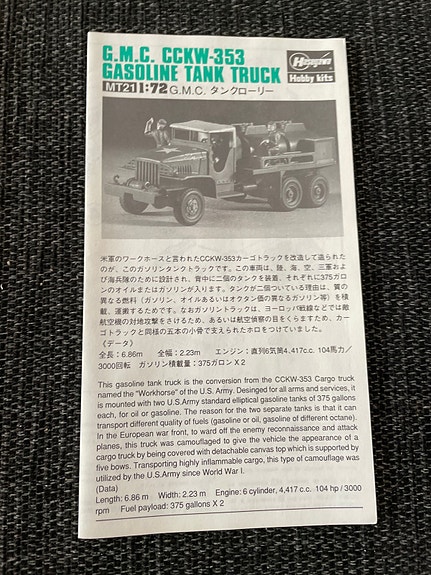 G.M.C. CCKW-353
GASOLINE TANK TRUCK
Hasegawa
Hobby kits
MT21 1:72 G.M.C. タンクローリー
米軍のワークホースと言われたCCKW-353カーゴトラックを改造して造られた
のが、このガソリンタンクトラックです。この車両は、陸、海、空、三軍およ
び海兵隊のために設計され、背中に二個のタンクを装着、それぞれに375ガロ
ンのオイルまたはガソリンが入ります。タンクが二個ついている理由は、質の
異なる燃料(ガソリン、オイルあるいはオクタン価の異なるガソリン等)を積
載、運搬するためです。なおガソリントラックは、ヨーロッパ戦線などでは敵
航空機の対地攻撃をさけるため、あるいは航空偵察の目をくらますため、カー
ゴトラックと同様の五本の小骨で支えられたホロをつけていました。
《データ》
全長:6.86m 全幅:2.23m エンジン:直列6気筒4.417c.c. 104馬力/
3000回転 ガソリン積載量:375ガロン X 2
This gasoline tank truck is the conversion from the CCKW-353 Cargo truck
named the "Workhorse" of the U.S. Army. Desinged for all arms and services, it
is mounted with two U.S.Army standard elliptical gasoline tanks of 375 gallons
each, for oil or gasoline. The reason for the two separate tanks is that it can
transport different quality of fuels (gasoline or oil, gasoline of different octane).
In the European war front, to ward off the enemy reconnaissance and attack
planes, this truck was camouflaged to give the vehicle the appearance of a
cargo truck by being covered with detachable canvas top which is supported by
five bows. Transporting highly inflammable cargo, this type of camouflage was
utilized by the U.S.Army since World War I.
(Data)
Length: 6.86 m Width: 2.23 m Engine: 6 cylinder, 4,417 c.c. 104 hp / 3000
rpm Fuel payload: 375 gallons X 2